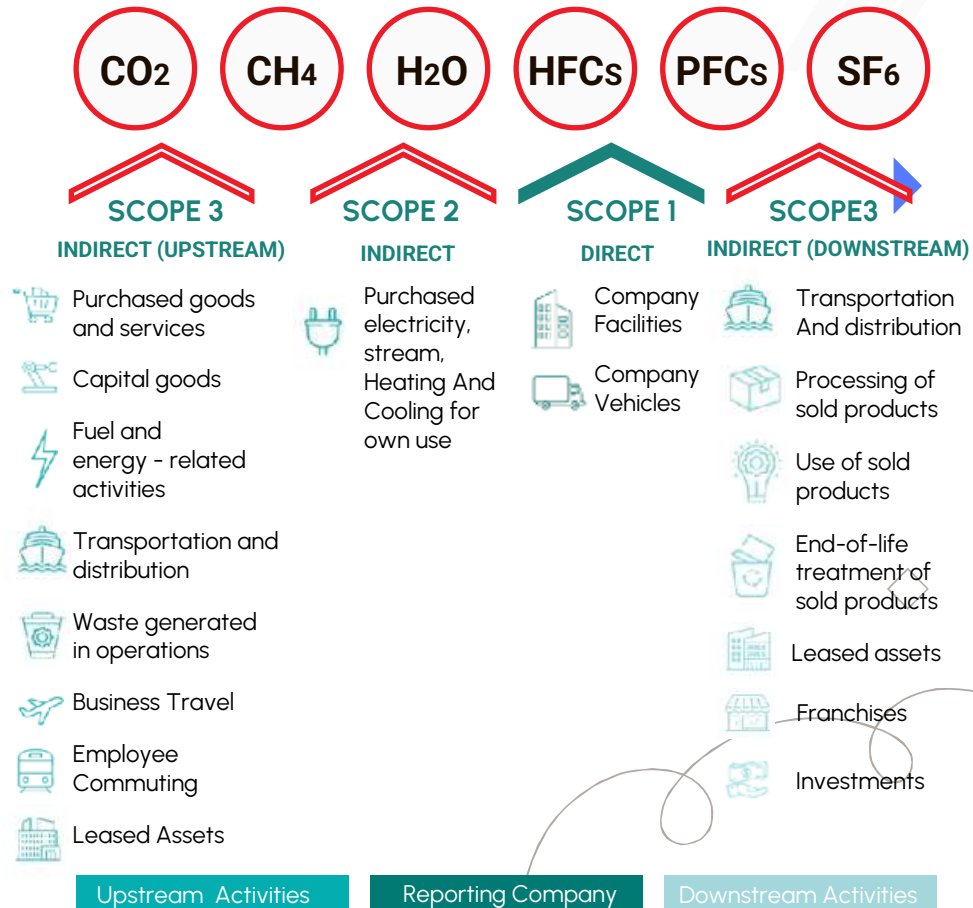 CO2 CH4 H2O HFCs PFCs SF6
SCOPE 3
INDIRECT (UPSTREAM)
Purchased goods
and services
Capital goods
Fuel and
energy - related
activities
Transportation and
distribution
Waste generated
in operations
Business Travel
Employee
Commuting
Leased Assets
SCOPE 2
INDIRECT
Purchased
electricity,
stream,
Heating And
Cooling for
own use
SCOPE 1
DIRECT
Company
Facilities
Company
Vehicles
SCOPE3
INDIRECT (DOWNSTREAM)
Transportation
And distribution
Processing of
sold products
Use of sold
products
End-of-life
treatment of
sold products
Leased assets
Franchises
Investments
Upstream Activities
Reporting Company
Downstream Activities